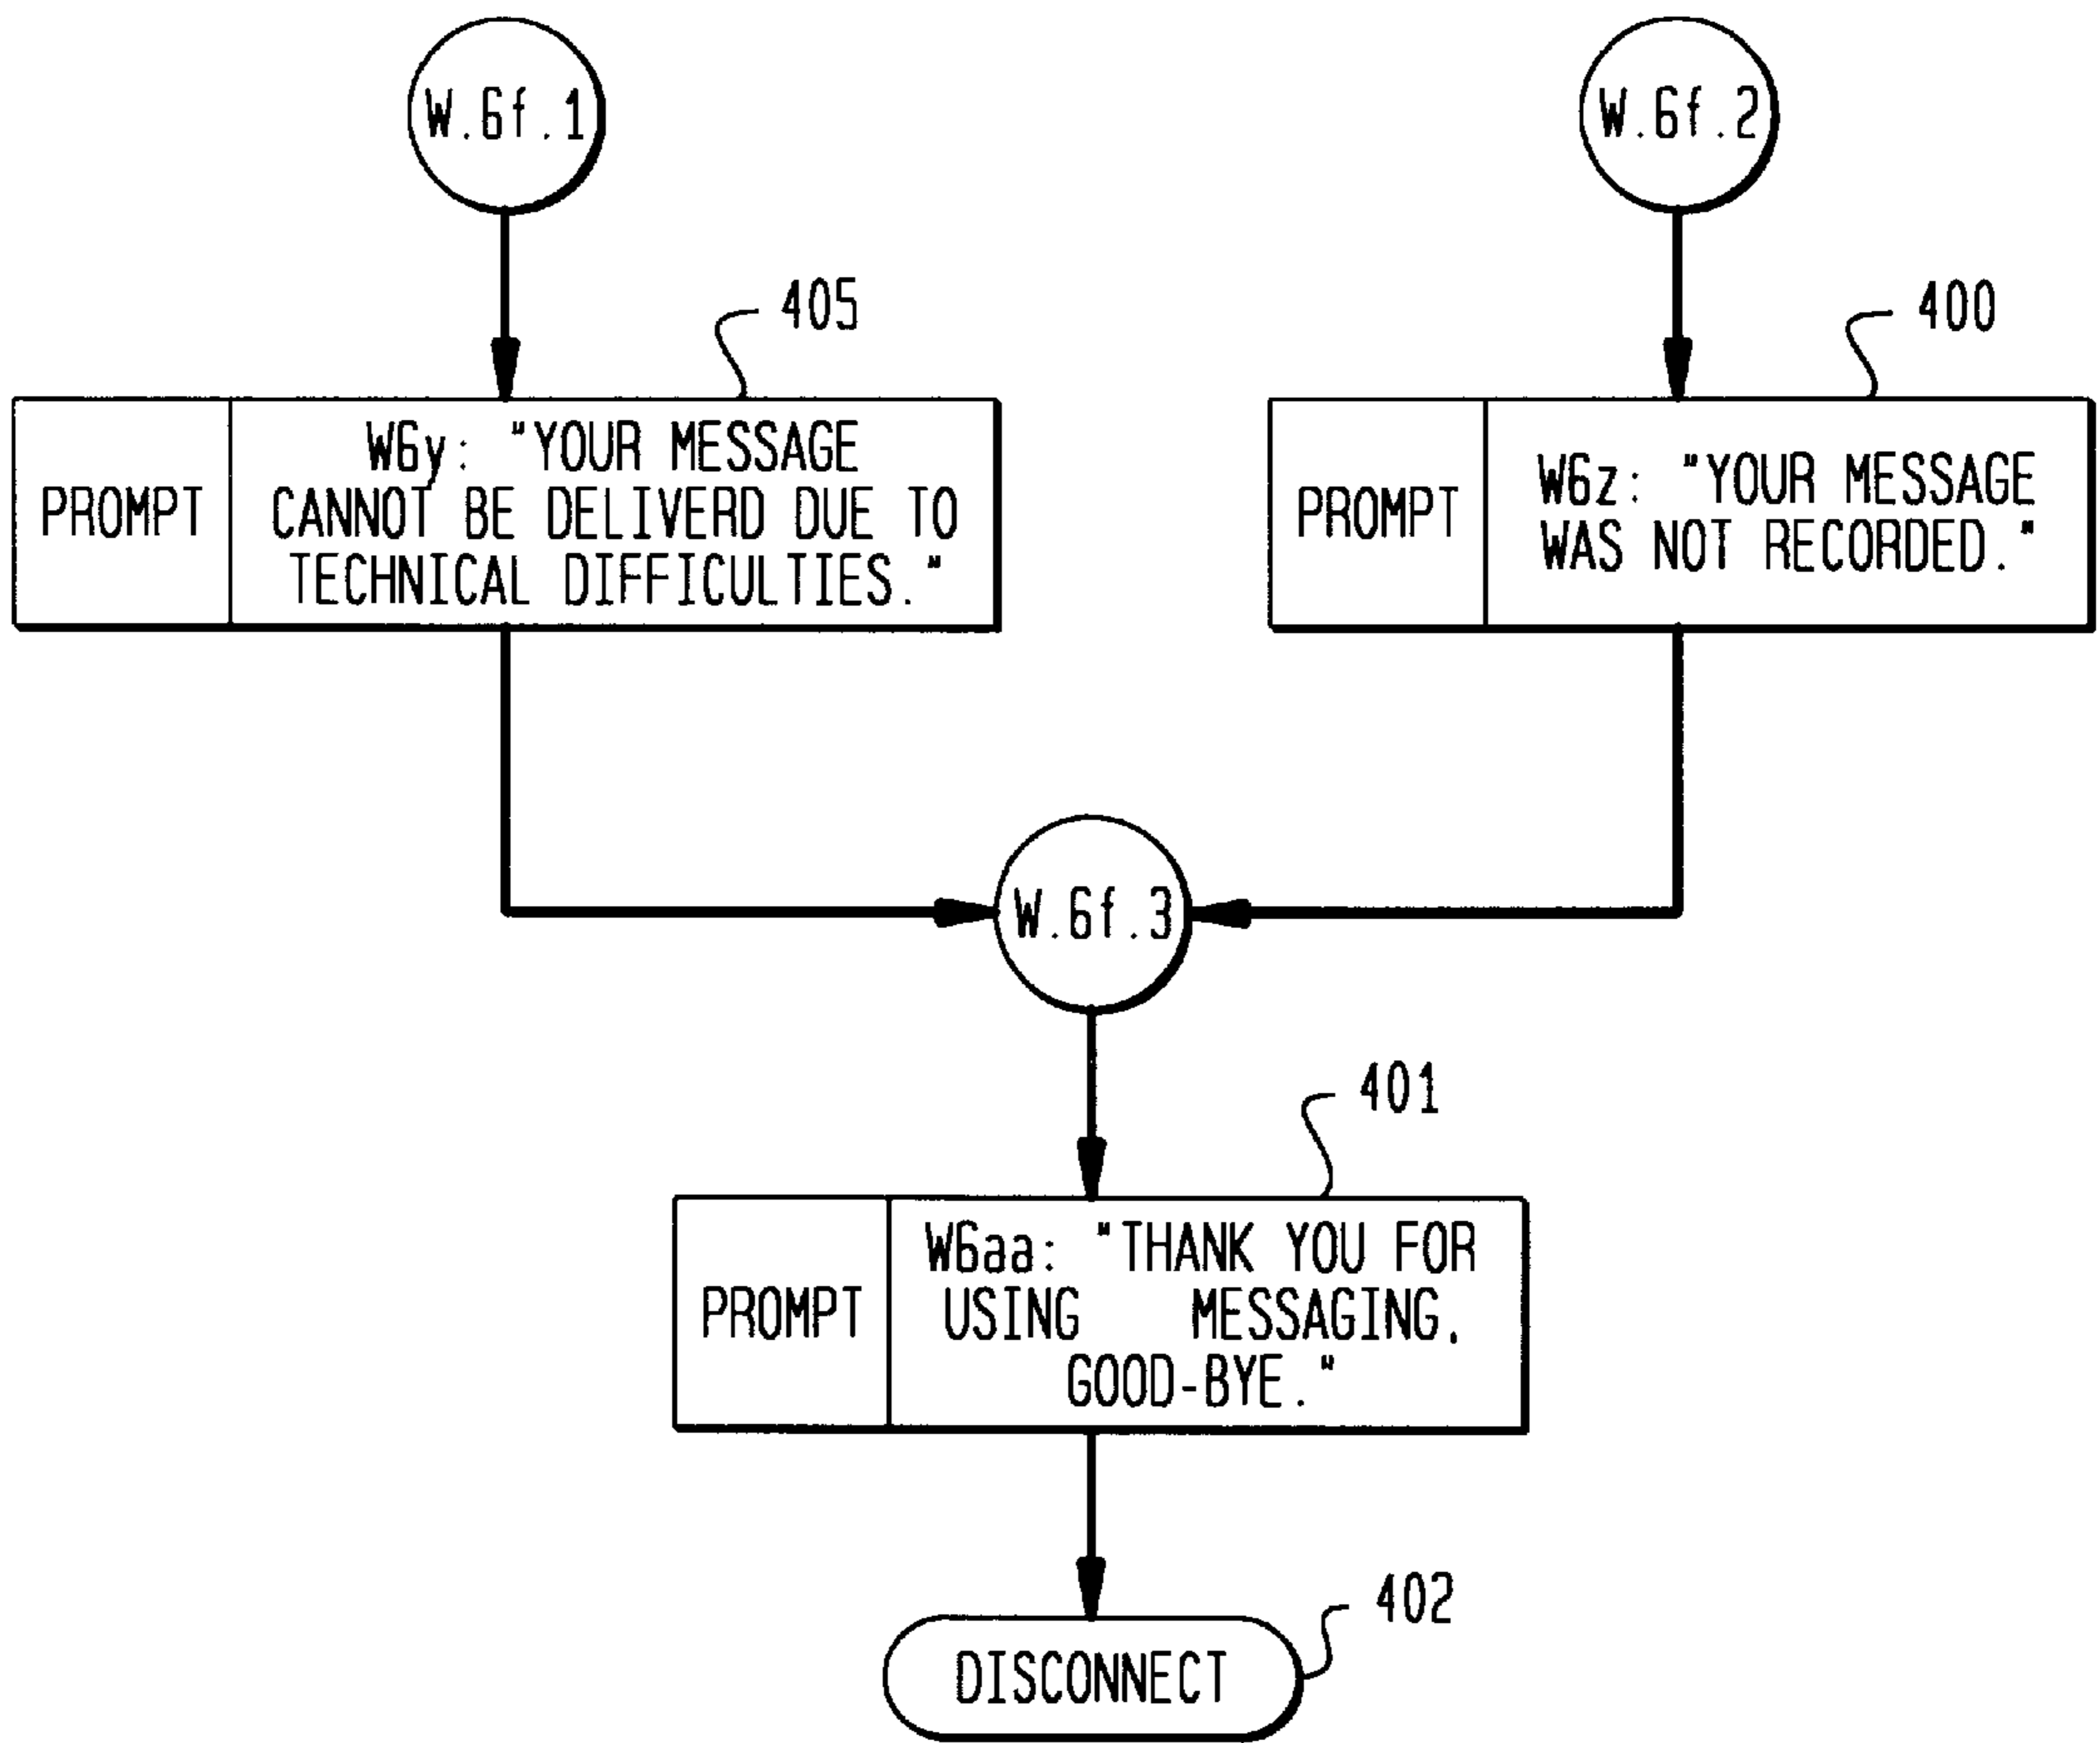 W.6f.1
W.6f.2
405
400
PROMPT
W6y: "YOUR MESSAGE
CANNOT BE DELIVERD DUE TO
TECHNICAL DIFFICULTIES."
PROMPT
W6z: "YOUR MESSAGE
WAS NOT RECORDED."
W.6f.3
401
PROMPT
W6aa: "THANK YOU FOR
USING MESSAGING,
GOOD-BYE."
402
DISCONNECT